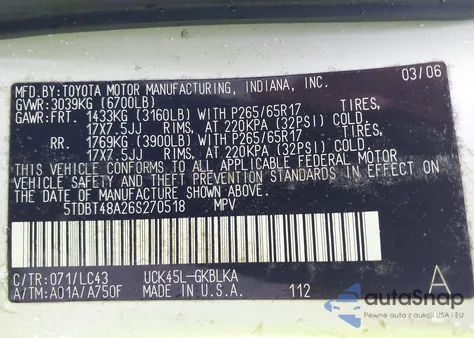 MFD.BY:TOYOTA MOTOR MANUFACTURING, INDIANA, INC. 03/06
GVWR:3039KG (6700LB)
GAWR:FRT. 1433KG (3160LB) WITH P265/65R17 TIRES,
17X7.5JJ RIMS, AT 220KPA (32PSI) COLD
RR. 1769KG (3900LB) WITH P265/65R17 TIRES,
17X7.5JJ RIMS, AT 220KPA (32PSI) COLD
THIS VEHICLE CONFORMS TO ALL APPLICABLE FEDERAL MOTOR
VEHICLE SAFETY AND THEFT PREVENTION STANDARDS IN EFFECT ON
THE DATE OF MANUFACTURE SHOWN ABOVE.
5TDBT48A26S270518 MPV
C/TR:071/LC43 UCK45L-GKBLKA A
A/TM:A01A/A750F MADE IN U.S.A. 112
autoSnap
Udane zakupy aut z aukcji USA i EU